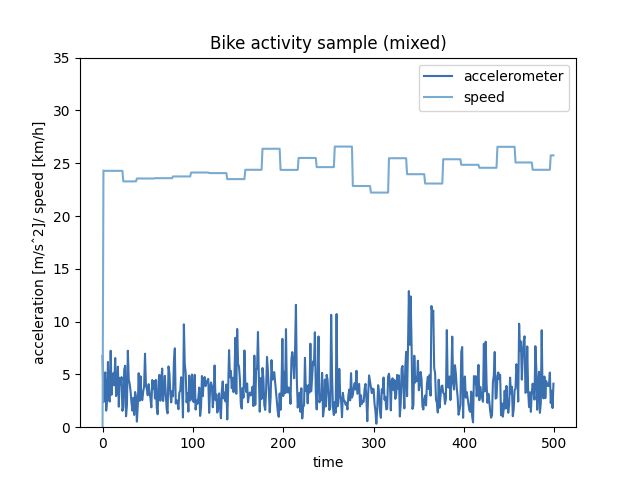 Bike activity sample (mixed)
accelerometer
speed
35
30
25
20
15
10
5
0
acceleration [m/sˆ2]/ speed [km/h]
0 100 200 300 400 500
time